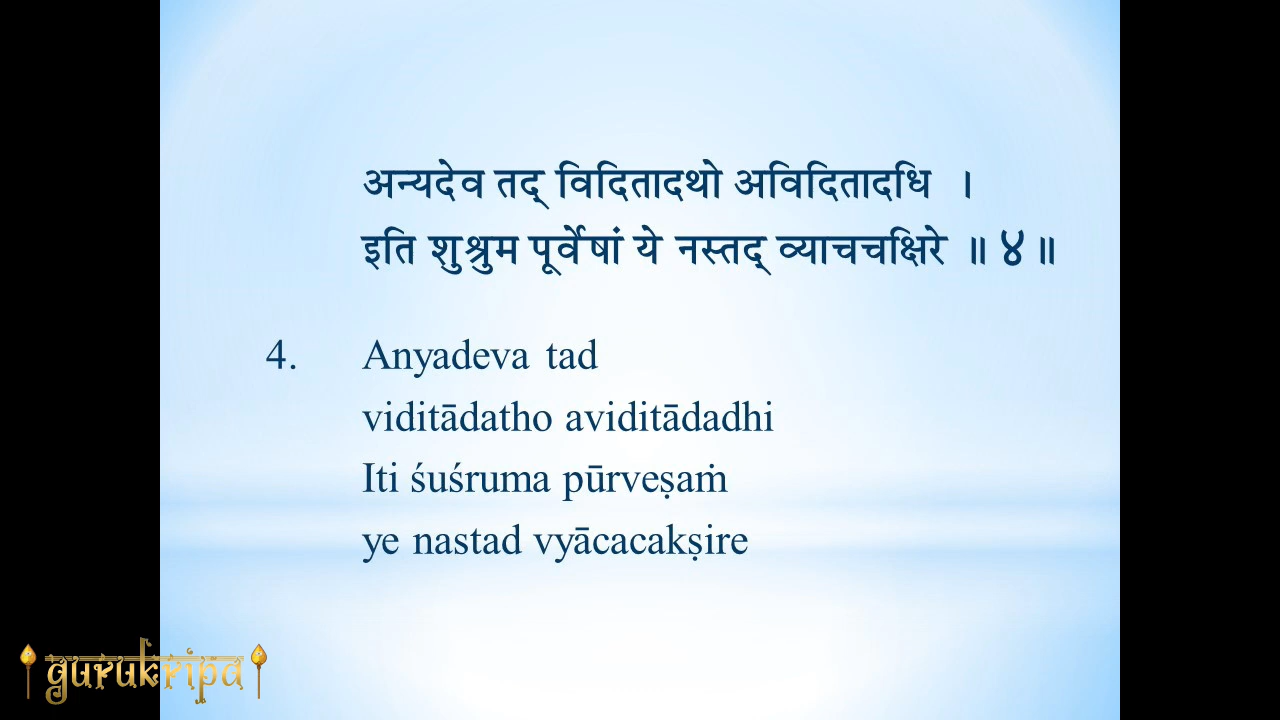 अन्यदेव तद् विदितादथो अविदितादधि ।
इति शुश्रुम पूर्वेषां ये नस्तद् व्याचचक्षिरे ॥ ४ ॥
4. Anyadeva tad
viditādatho aviditādadhi
Iti śuśruma pūrveṣaṁ
ye nastad vyācacakṣire
gurukripa